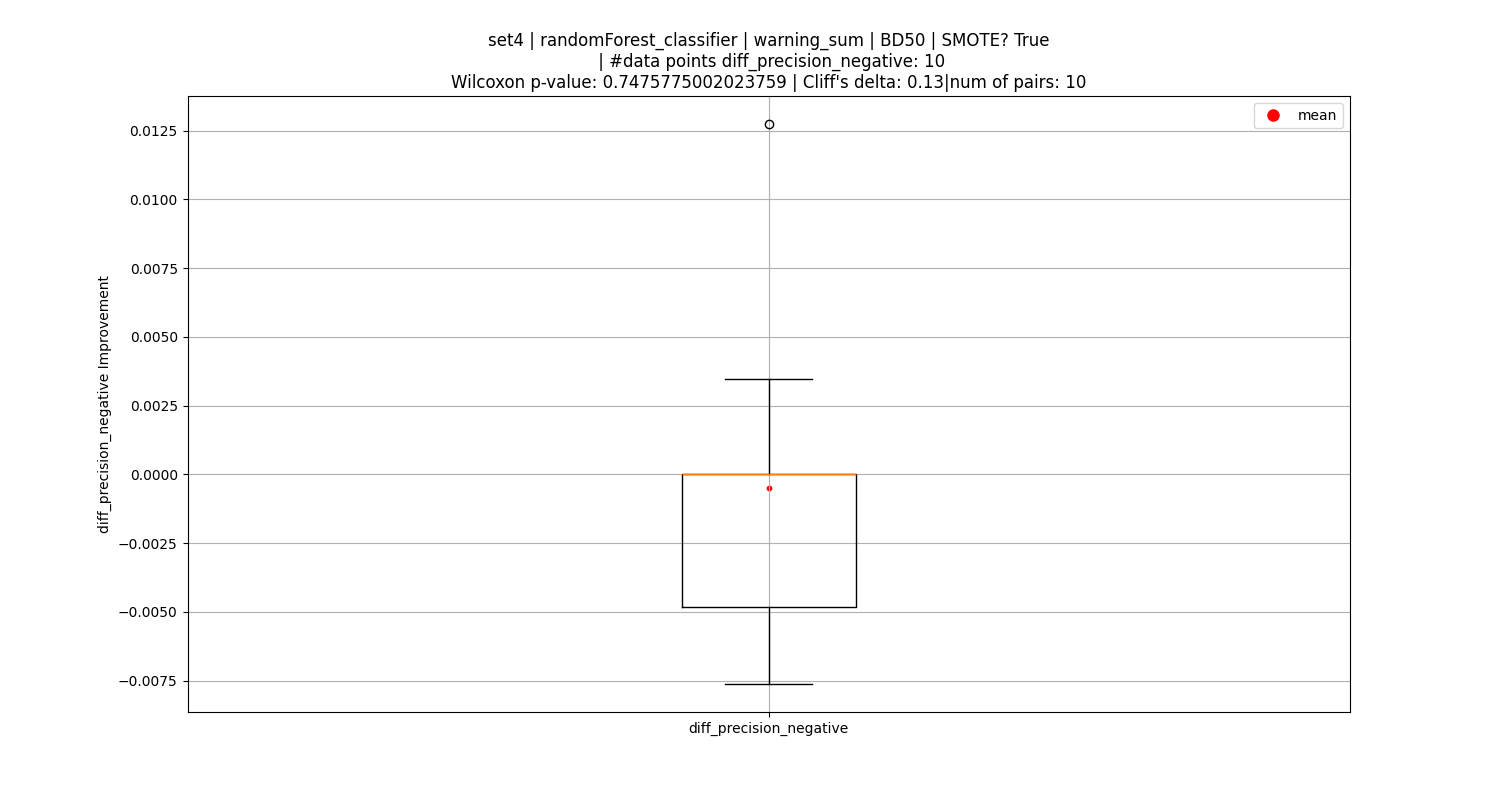 set4 | randomForest_classifier | warning_sum | BD50 | SMOTE? True
| #data points diff_precision_negative: 10
Wilcoxon p-value: 0.7475775002023759 | Cliff's delta: 0.13|num of pairs: 10
mean
0.0125
0.0100
0.0075
0.0050
0.0025
0.0000
−0.0025
−0.0050
−0.0075
diff_precision_negative Improvement
diff_precision_negative